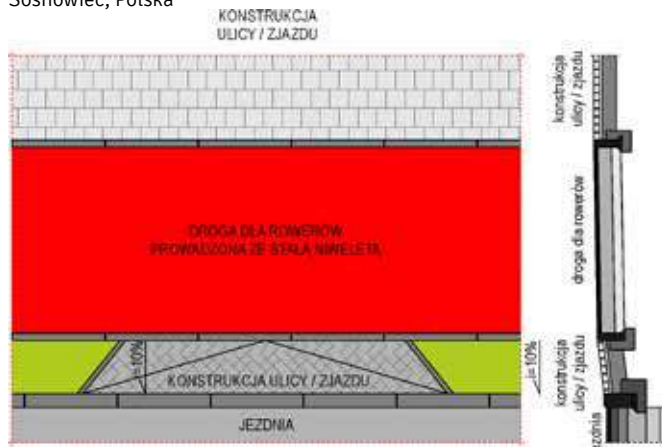 Sosnowiec, Polska
KONSTRUKCJA
ULICY / ZJAZDU
DROGA DLA ROWERÓW
PROWADZONA ZE STAŁĄ NIWELETĄ
i=10%
KONSTRUKCJA ULICY / ZJAZDU
JEZDNIA
konstrukcja
ulicy / zjazdu
droga dla rowerów
konstrukcja
ulicy / zjazdu
i=10%
jezdnia